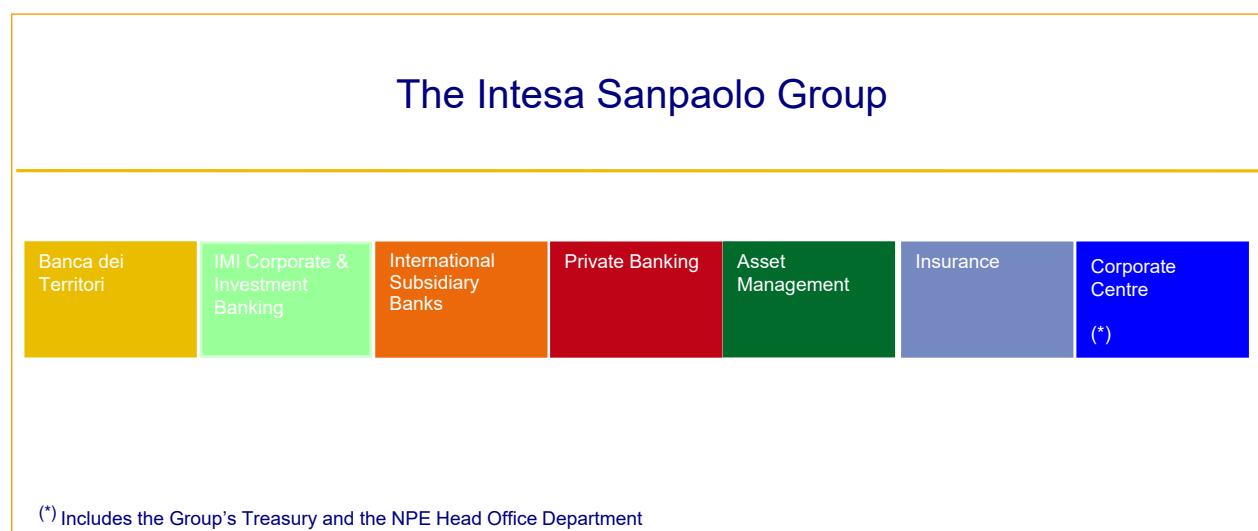 The Intesa Sanpaolo Group
Banca dei
Territori
IMI Corporate &
Investment
Banking
International
Subsidiary
Banks
Private Banking
Asset
Management
Insurance
Corporate
Centre
(*)
(*) Includes the Group’s Treasury and the NPE Head Office Department